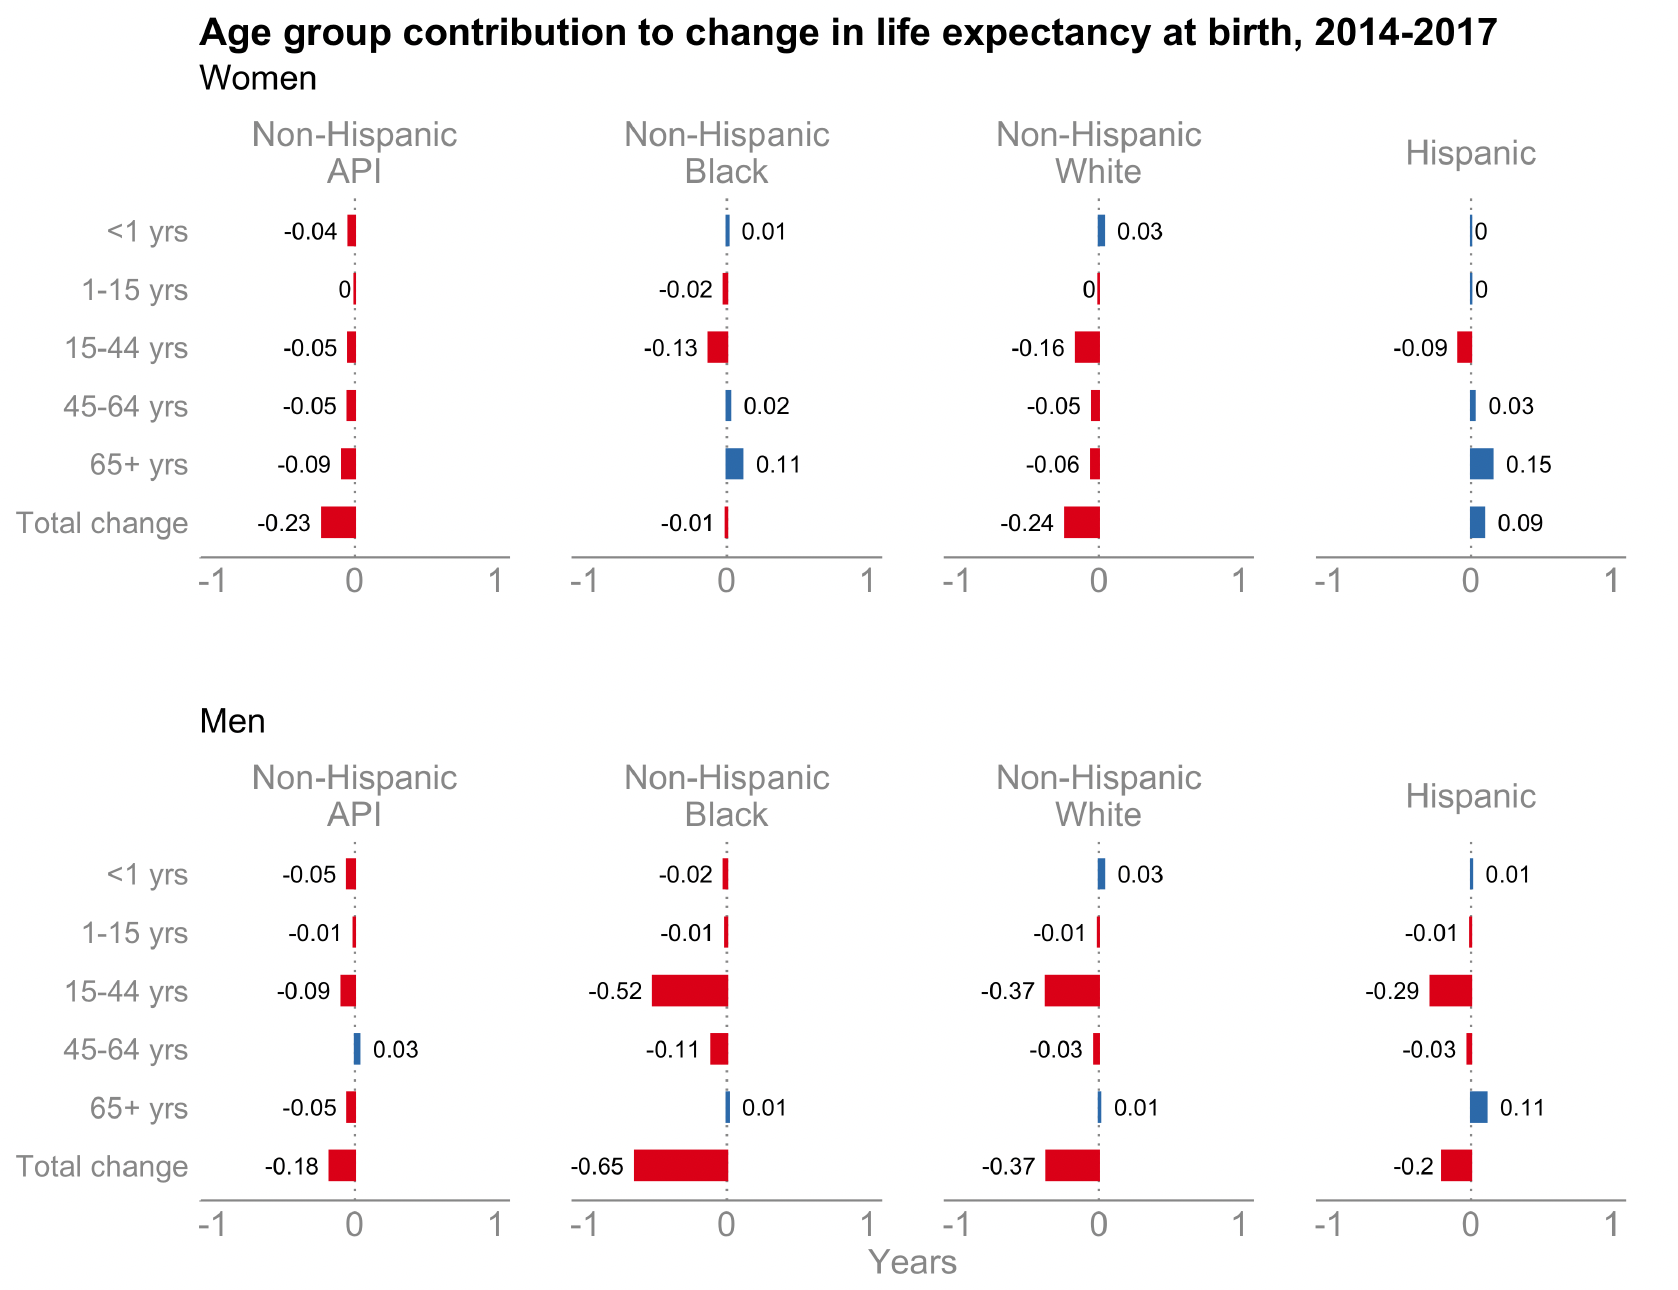 Age group contribution to change in life expectancy at birth, 2014-2017
Women
Non-Hispanic API
Non-Hispanic Black
Non-Hispanic White
Hispanic
<1 yrs -0.04 0.01 0.03 0
1-15 yrs 0 -0.02 0 0
15-44 yrs -0.05 -0.13 -0.16 -0.09
45-64 yrs -0.05 0.02 -0.05 0.03
65+ yrs -0.09 0.11 -0.06 0.15
Total change -0.23 -0.01 -0.24 0.09
-1 0 1 -1 0 1 -1 0 1 -1 0 1
Men
Non-Hispanic API
Non-Hispanic Black
Non-Hispanic White
Hispanic
<1 yrs -0.05 -0.02 0.03 0.01
1-15 yrs -0.01 -0.01 -0.01 -0.01
15-44 yrs -0.09 -0.52 -0.37 -0.29
45-64 yrs 0.03 -0.11 -0.03 -0.03
65+ yrs -0.05 0.01 0.01 0.11
Total change -0.18 -0.65 -0.37 -0.2
-1 0 1 -1 0 1 -1 0 1 -1 0 1
Years